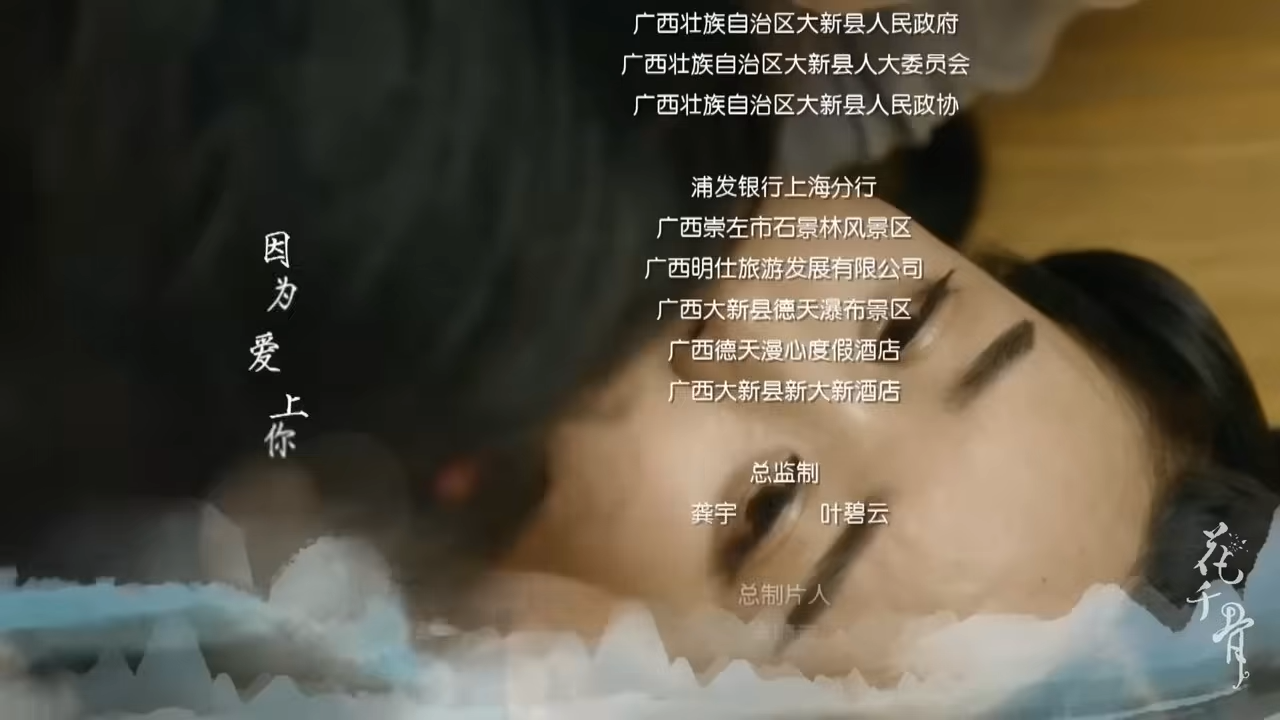 广西壮族自治区大新县人民政府
广西壮族自治区大新县人大委员会
广西壮族自治区大新县人民政协
浦发银行上海分行
广西崇左市石景林风景区
广西明仕旅游发展有限公司
广西大新县德天瀑布景区
广西德天漫心度假酒店
广西大新县新大新酒店
总监制
龚宇 叶碧云
总制片人
因为爱上你
花千骨